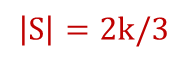 |S| = 2k/3